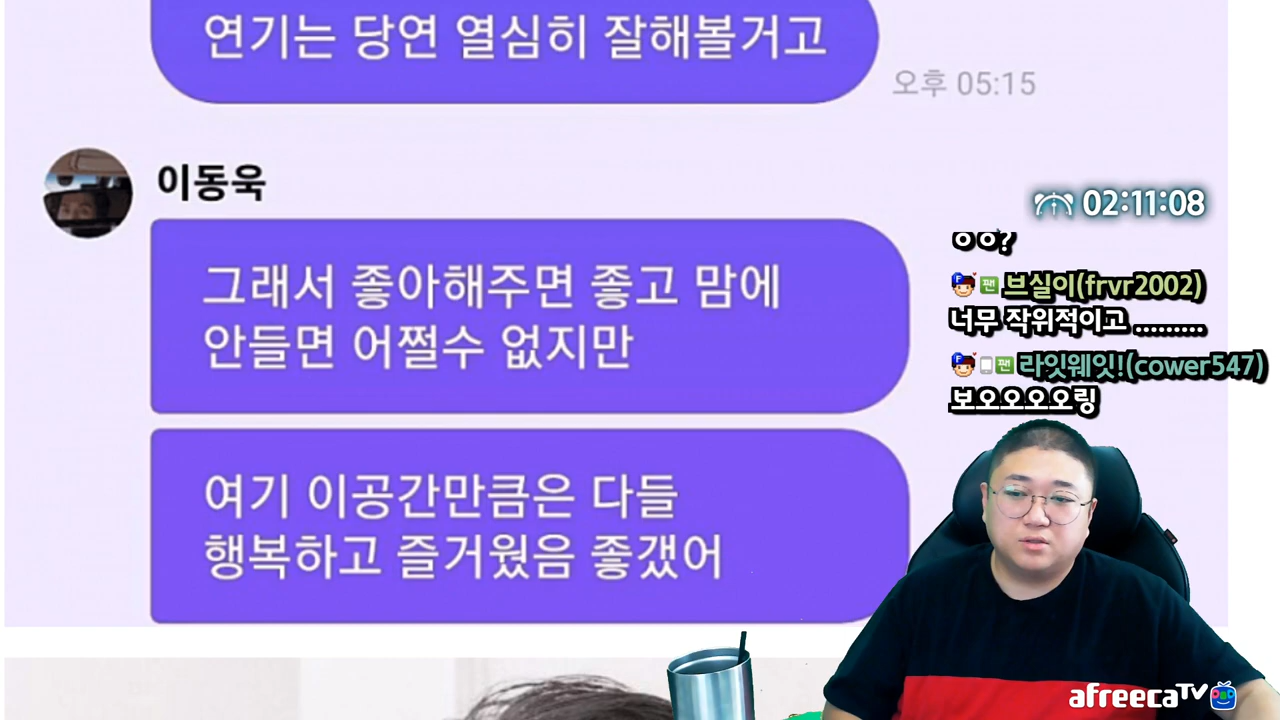 연기는 당연 열심히 잘해볼거고
오후 05:15
이동욱
그래서 좋아해주면 좋고 맘에
안들면 어쩔수 없지만
여기 이공간만큼은 다들
행복하고 즐거웠음 좋겠어
02:11:08
ㅇㅇ?
팬 브실이(frvr2002)
너무 작위적이고 .........
팬 라잇웨잇!(cower547)
보오오오오링
afreecaTV